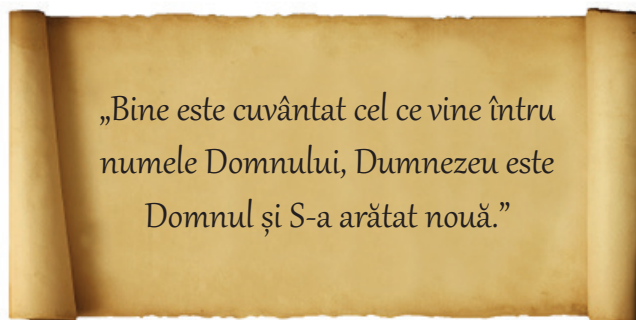 „Bine este cuvântat cel ce vine întru
numele Domnului, Dumnezeu este
Domnul și S-a arătat nouă.”